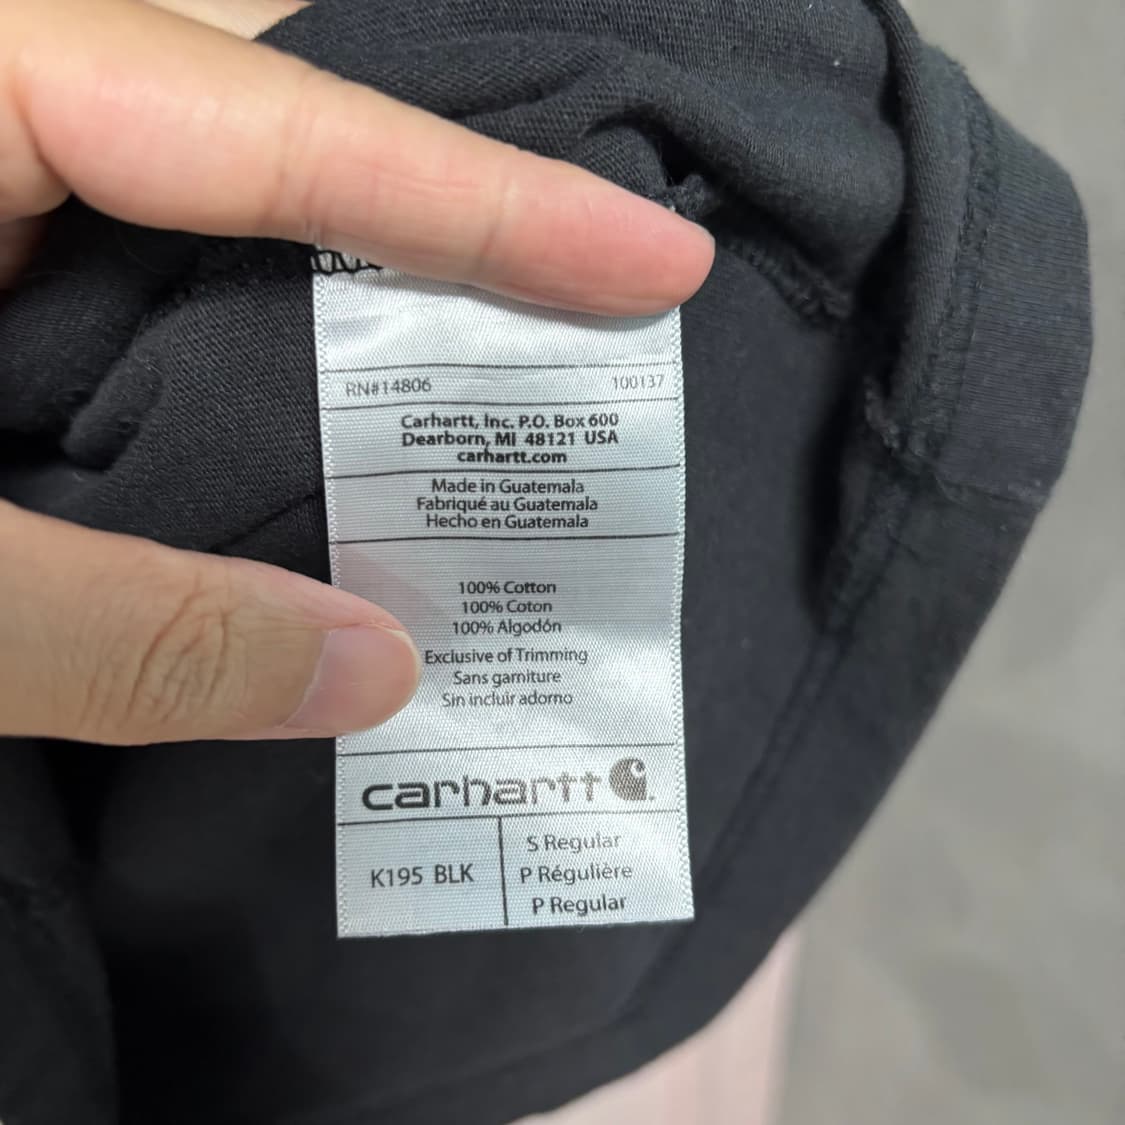 RN#14806 100137
Carhartt, Inc. P.O. Box 600
Dearborn, MI 48121 USA
carhartt.com
Made in Guatemala
Fabriqué au Guatemala
Hecho en Guatemala
100% Cotton
100% Coton
100% Algodón
Exclusive of Trimming
Sans garniture
Sin incluir adorno
carhartt
K195 BLK
S Regular
P Régulière
P Regular